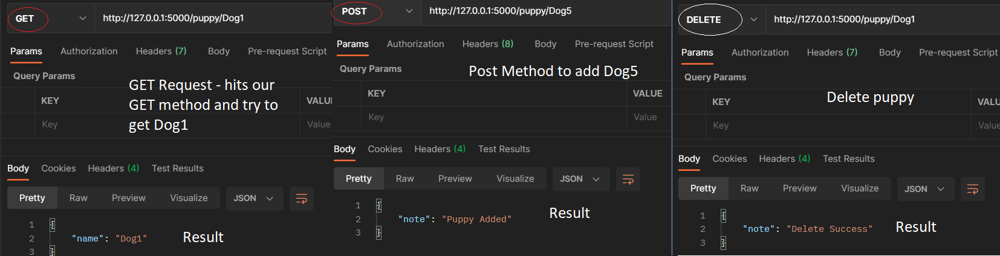 GET
http://127.0.0.1:5000/puppy/Dog1
Params Authorization Headers (7) Body Pre-request Script
Query Params
GET Request - hits our
GET method and try to
get Dog1
KEY VALU
Key Value
Body Cookies Headers (4) Test Results
Pretty Raw Preview Visualize JSON
1 {
2 "name": "Dog1"
3 }
Result
POST
http://127.0.0.1:5000/puppy/Dog5
Params Authorization Headers (8) Body Pre-request Script
Query Params
Post Method to add Dog5
KEY VALUE
Key Value
Body Cookies Headers (4) Test Results
Pretty Raw Preview Visualize JSON
1 {
2 "note": "Puppy Added"
3 }
Result
DELETE
http://127.0.0.1:5000/puppy/Dog1
Params Authorization Headers (7) Body Pre-request Script
Query Params
Delete puppy
KEY VALU
Key Value
Body Cookies Headers (4) Test Results
Pretty Raw Preview Visualize JSON
1 {
2 "note": "Delete Success"
3 }
Result